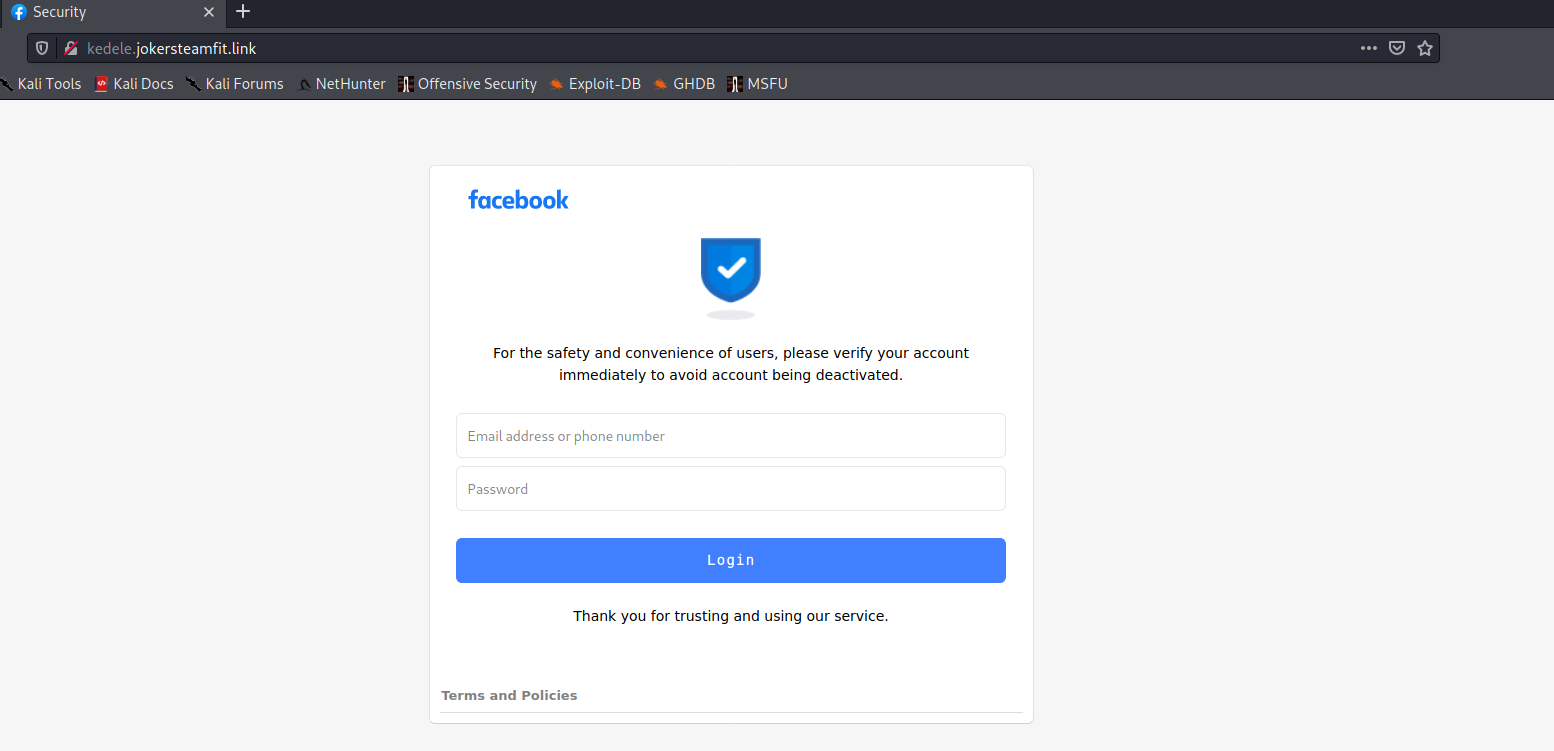 Security
kedele.jokersteamfit.link
Kali Tools Kali Docs Kali Forums NetHunter Offensive Security Exploit-DB GHDB MSFU
facebook
For the safety and convenience of users, please verify your account
immediately to avoid account being deactivated.
Email address or phone number
Password
Login
Thank you for trusting and using our service.
Terms and Policies